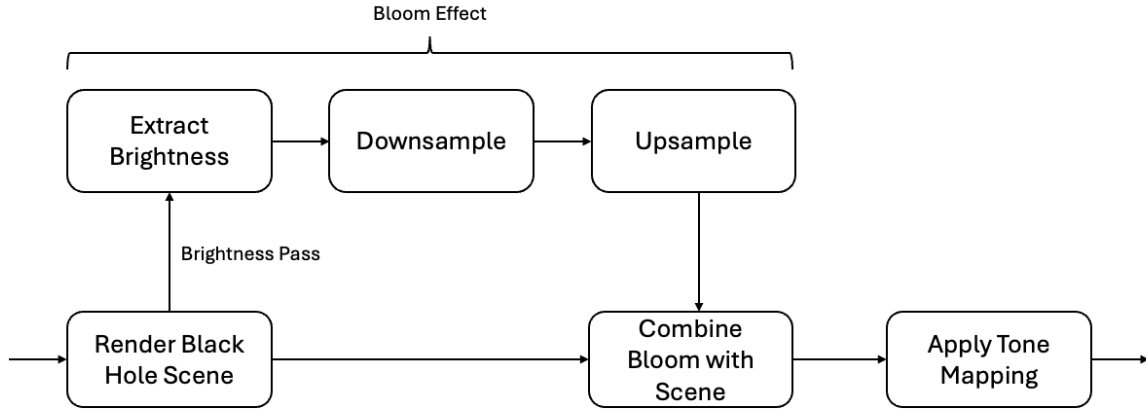 Bloom Effect
Extract
Brightness
Downsample
Upsample
Brightness Pass
Render Black
Hole Scene
Combine
Bloom with
Scene
Apply Tone
Mapping